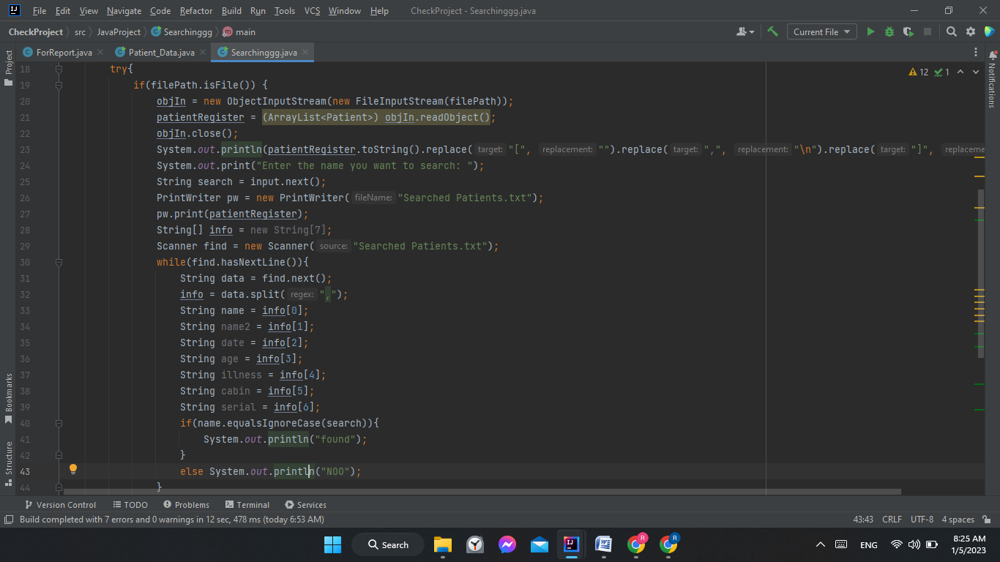 File Edit View Navigate Code Refactor Build Run Tools VCS Window Help CheckProject - Searchinggg.java
CheckProject src JavaProject Searchinggg main Current File
ForReport.java Patient_Data.java Searchinggg.java
Project
Notifications
12 1
18 try{
19 if(filePath.isFile()) {
20 objIn = new ObjectInputStream(new FileInputStream(filePath));
21 patientRegister = (ArrayList<Patient>) objIn.readObject();
22 objIn.close();
23 System.out.println(patientRegister.toString().replace( target: "[", replacement: "").replace( target: ",", replacement: "\n").replace( target: "]", replaceme
24 System.out.print("Enter the name you want to search: ");
25 String search = input.next();
26 PrintWriter pw = new PrintWriter( fileName: "Searched Patients.txt");
27 pw.print(patientRegister);
28 String[] info = new String[7];
29 Scanner find = new Scanner( source: "Searched Patients.txt");
30 while(find.hasNextLine()){
31 String data = find.next();
32 info = data.split( regex: ",");
33 String name = info[0];
34 String name2 = info[1];
35 String date = info[2];
36 String age = info[3];
37 String illness = info[4];
38 String cabin = info[5];
39 String serial = info[6];
40 if(name.equalsIgnoreCase(search)){
41 System.out.println("found");
42 }
43 else System.out.println("NOO");
44 }
Bookmarks
Structure
Version Control TODO Problems Terminal Services
Build completed with 7 errors and 0 warnings in 12 sec, 478 ms (today 6:53 AM) 43:43 CRLF UTF-8 4 spaces
Search R R ENG 8:25 AM
1/5/2023